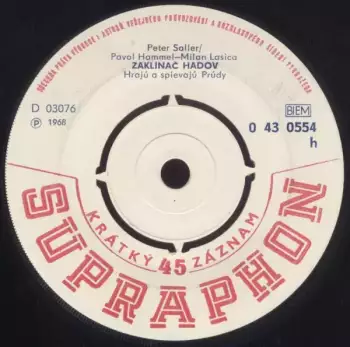 Peter Saller/
Pavol Hammel–Milan Lasica
ZAKLÍNAČ HADOV
Hrajú a spievajú Prúdy
D 03076
Ⓟ 1968
BIEM
0 43 0554
h
KRÁTKÝ 45 ZÁZNAM
SUPRAPHON